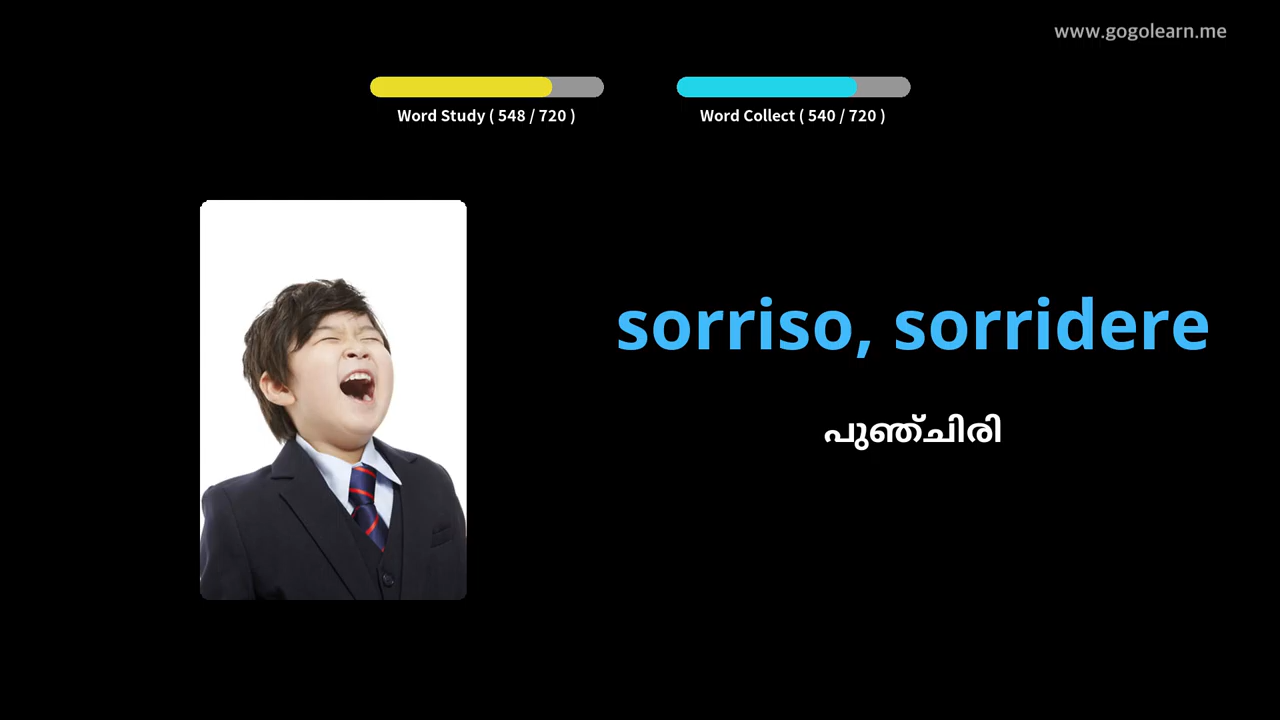 www.gogolearn.me
Word Study ( 548 / 720 )
Word Collect ( 540 / 720 )
sorriso, sorridere
പുഞ്ചിരി